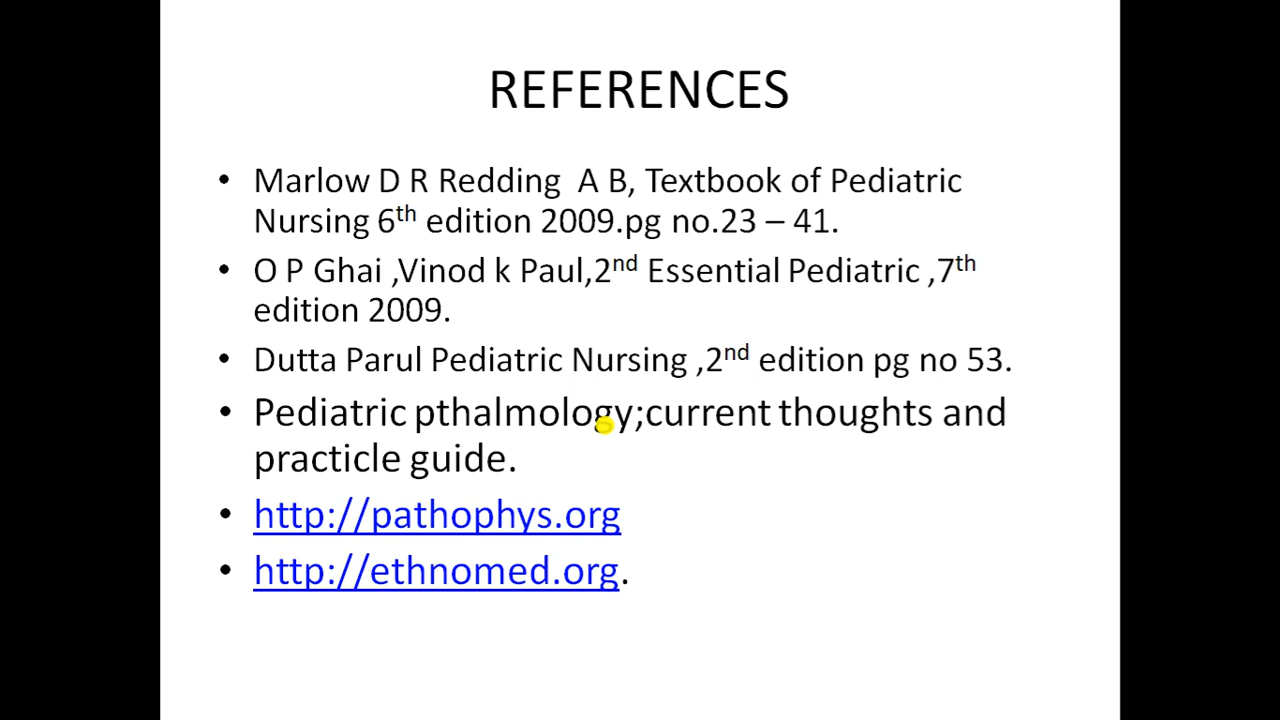 REFERENCES
• Marlow D R Redding A B, Textbook of Pediatric
Nursing 6th edition 2009.pg no.23 – 41.
• O P Ghai ,Vinod k Paul,2nd Essential Pediatric ,7th
edition 2009.
• Dutta Parul Pediatric Nursing ,2nd edition pg no 53.
• Pediatric pthalmology;current thoughts and
practicle guide.
• http://pathophys.org
• http://ethnomed.org.